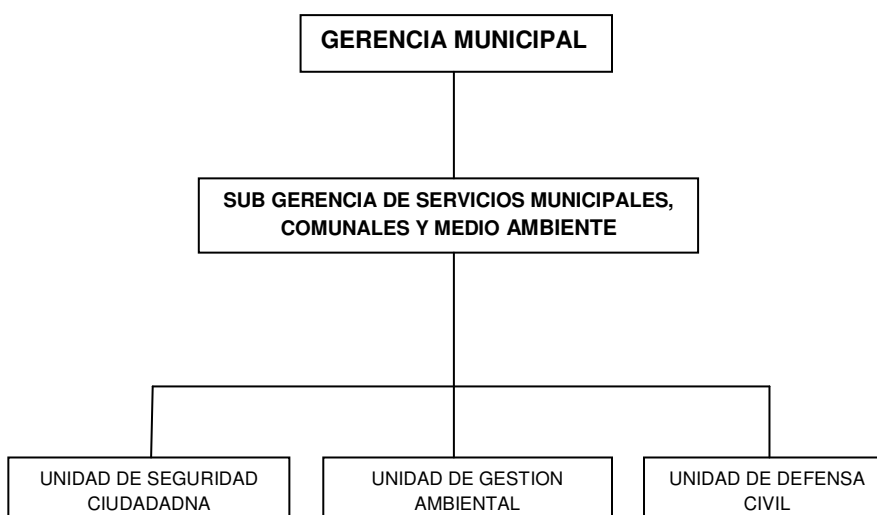 GERENCIA MUNICIPAL
SUB GERENCIA DE SERVICIOS MUNICIPALES,
COMUNALES Y MEDIO AMBIENTE
UNIDAD DE SEGURIDAD
CIUDADADNA
UNIDAD DE GESTION
AMBIENTAL
UNIDAD DE DEFENSA
CIVIL